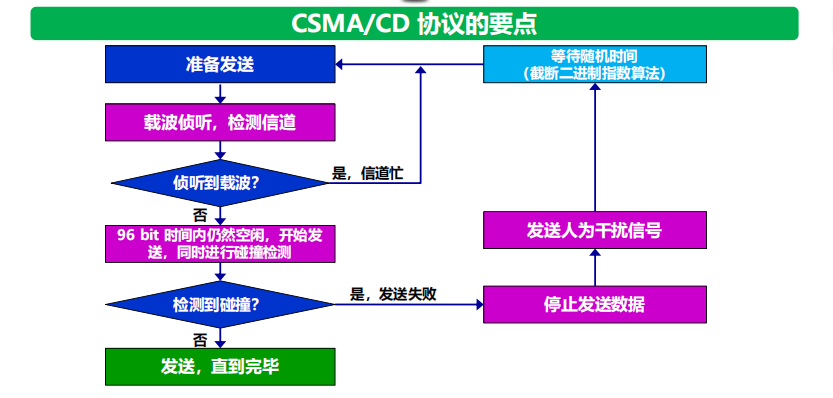 CSMA/CD 协议的要点
准备发送
等待随机时间
（截断二进制指数算法）
载波侦听，检测信道
侦听到载波？
是，信道忙
否
96 bit 时间内仍然空闲，开始发
送，同时进行碰撞检测
发送人为干扰信号
检测到碰撞？
是，发送失败
停止发送数据
否
发送，直到完毕